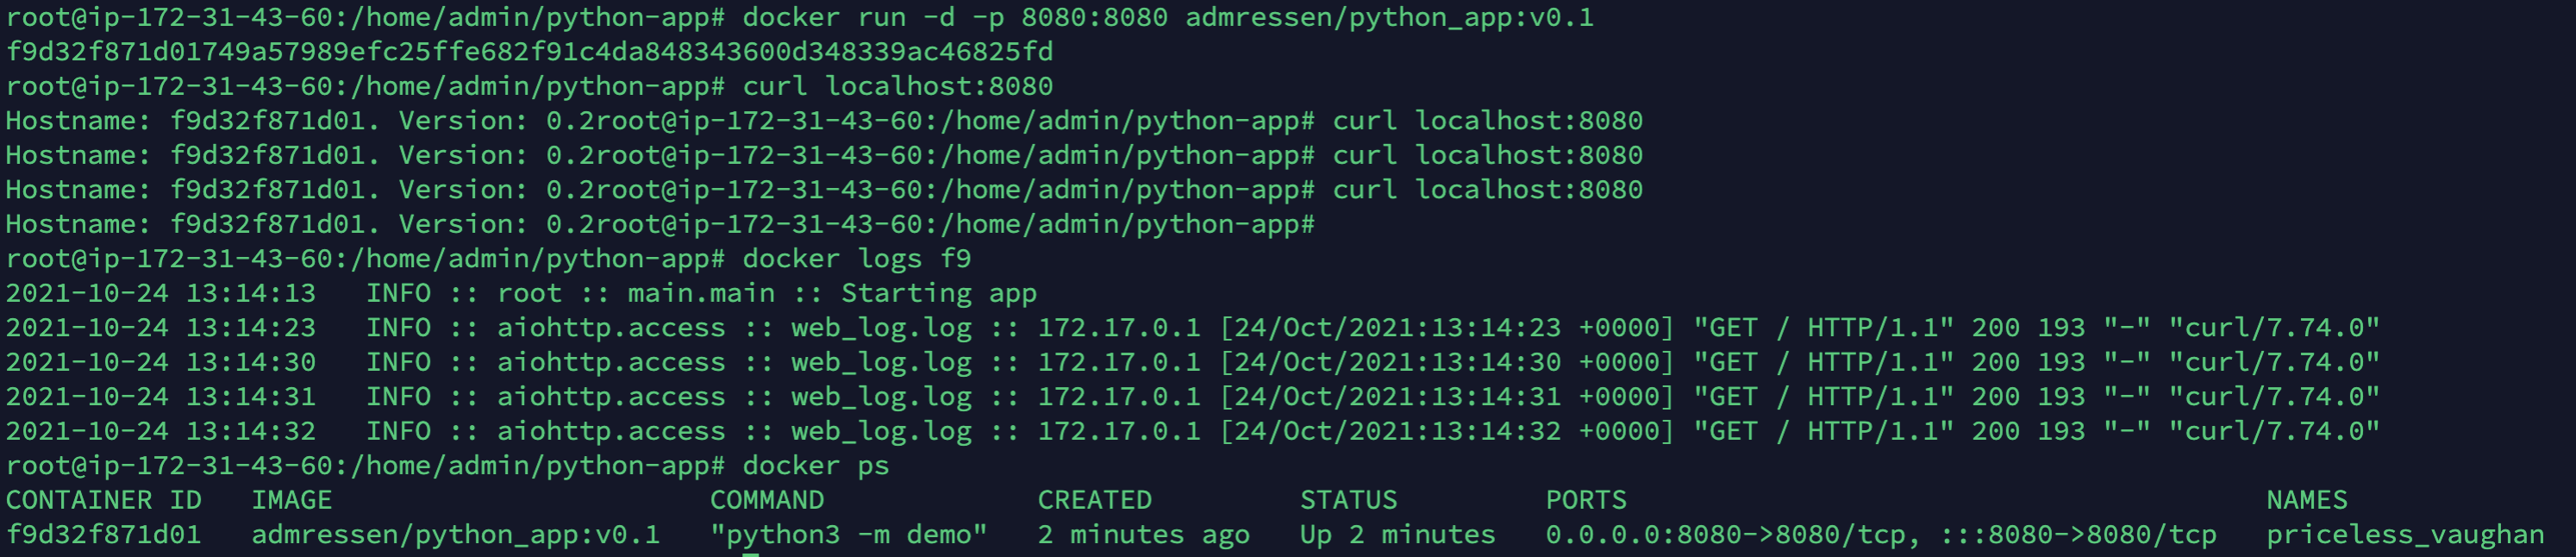 root@ip-172-31-43-60:/home/admin/python-app# docker run -d -p 8080:8080 admressen/python_app:v0.1
f9d32f871d01749a57989efc25ffe682f91c4da848343600d348339ac46825fd
root@ip-172-31-43-60:/home/admin/python-app# curl localhost:8080
Hostname: f9d32f871d01. Version: 0.2root@ip-172-31-43-60:/home/admin/python-app# curl localhost:8080
Hostname: f9d32f871d01. Version: 0.2root@ip-172-31-43-60:/home/admin/python-app# curl localhost:8080
Hostname: f9d32f871d01. Version: 0.2root@ip-172-31-43-60:/home/admin/python-app# curl localhost:8080
Hostname: f9d32f871d01. Version: 0.2root@ip-172-31-43-60:/home/admin/python-app#
root@ip-172-31-43-60:/home/admin/python-app# docker logs f9
2021-10-24 13:14:13   INFO :: root :: main.main :: Starting app
2021-10-24 13:14:23   INFO :: aiohttp.access :: web_log.log :: 172.17.0.1 [24/Oct/2021:13:14:23 +0000] "GET / HTTP/1.1" 200 193 "-" "curl/7.74.0"
2021-10-24 13:14:30   INFO :: aiohttp.access :: web_log.log :: 172.17.0.1 [24/Oct/2021:13:14:30 +0000] "GET / HTTP/1.1" 200 193 "-" "curl/7.74.0"
2021-10-24 13:14:31   INFO :: aiohttp.access :: web_log.log :: 172.17.0.1 [24/Oct/2021:13:14:31 +0000] "GET / HTTP/1.1" 200 193 "-" "curl/7.74.0"
2021-10-24 13:14:32   INFO :: aiohttp.access :: web_log.log :: 172.17.0.1 [24/Oct/2021:13:14:32 +0000] "GET / HTTP/1.1" 200 193 "-" "curl/7.74.0"
root@ip-172-31-43-60:/home/admin/python-app# docker ps
CONTAINER ID   IMAGE                       COMMAND             CREATED         STATUS         PORTS                                       NAMES
f9d32f871d01   admressen/python_app:v0.1   "python3 -m demo"   2 minutes ago   Up 2 minutes   0.0.0.0:8080->8080/tcp, :::8080->8080/tcp   priceless_vaughan